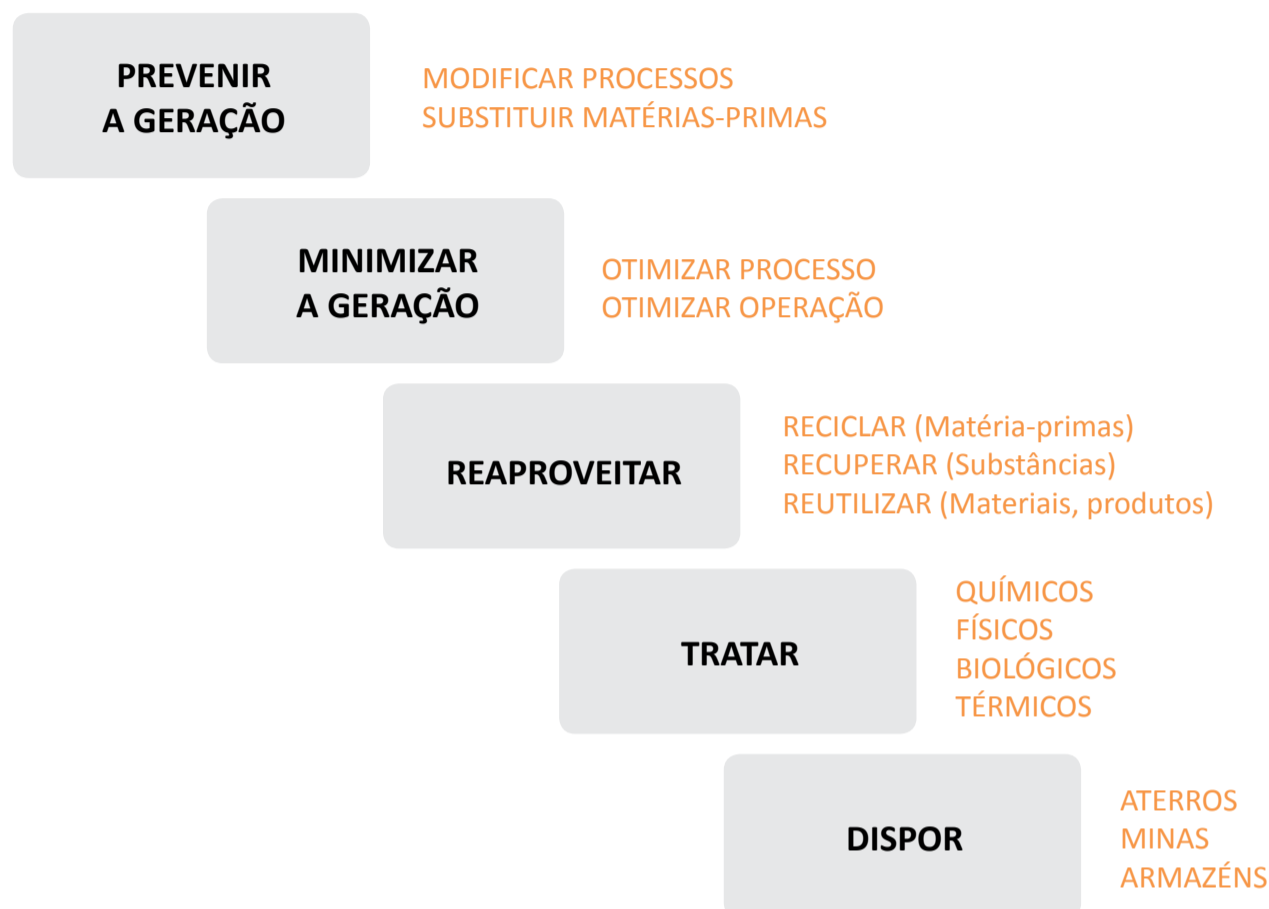 PREVENIR
A GERAÇÃO
MODIFICAR PROCESSOS
SUBSTITUIR MATÉRIAS-PRIMAS
MINIMIZAR
A GERAÇÃO
OTIMIZAR PROCESSO
OTIMIZAR OPERAÇÃO
REAPROVEITAR
RECICLAR (Matéria-primas)
RECUPERAR (Substâncias)
REUTILIZAR (Materiais, produtos)
TRATAR
QUÍMICOS
FÍSICOS
BIOLÓGICOS
TÉRMICOS
DISPOR
ATERROS
MINAS
ARMAZÉNS